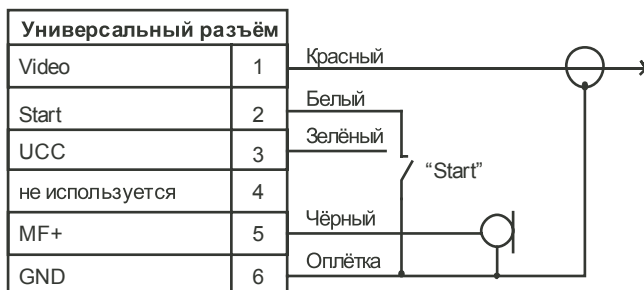 Универсальный разъём
Video 1 Красный
Start 2 Белый
UCC 3 Зелёный
“Start”
не используется 4
MF+ 5 Чёрный
GND 6 Оплётка